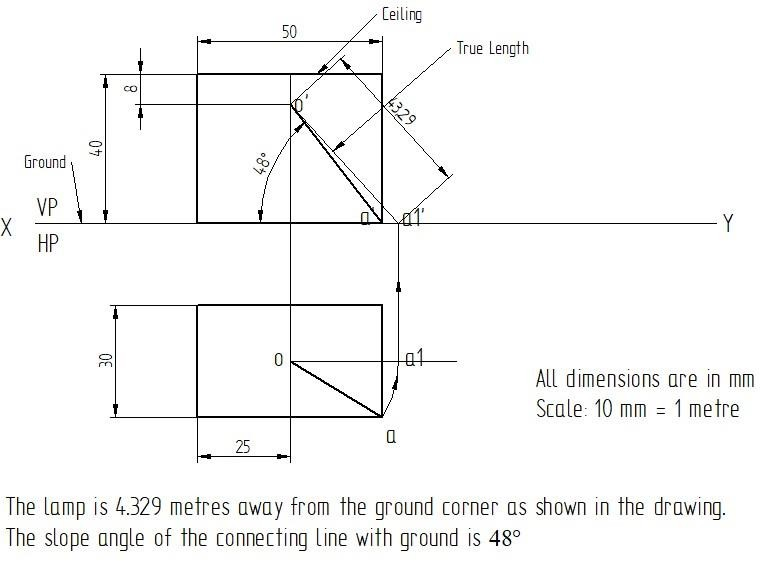 Ceiling
50
True Length
8
o'
4329
40
48°
Ground
VP
a'
a1'
X
Y
HP
30
o
a1
All dimensions are in mm
Scale: 10 mm = 1 metre
a
25
The lamp is 4.329 metres away from the ground corner as shown in the drawing.
The slope angle of the connecting line with ground is 48°